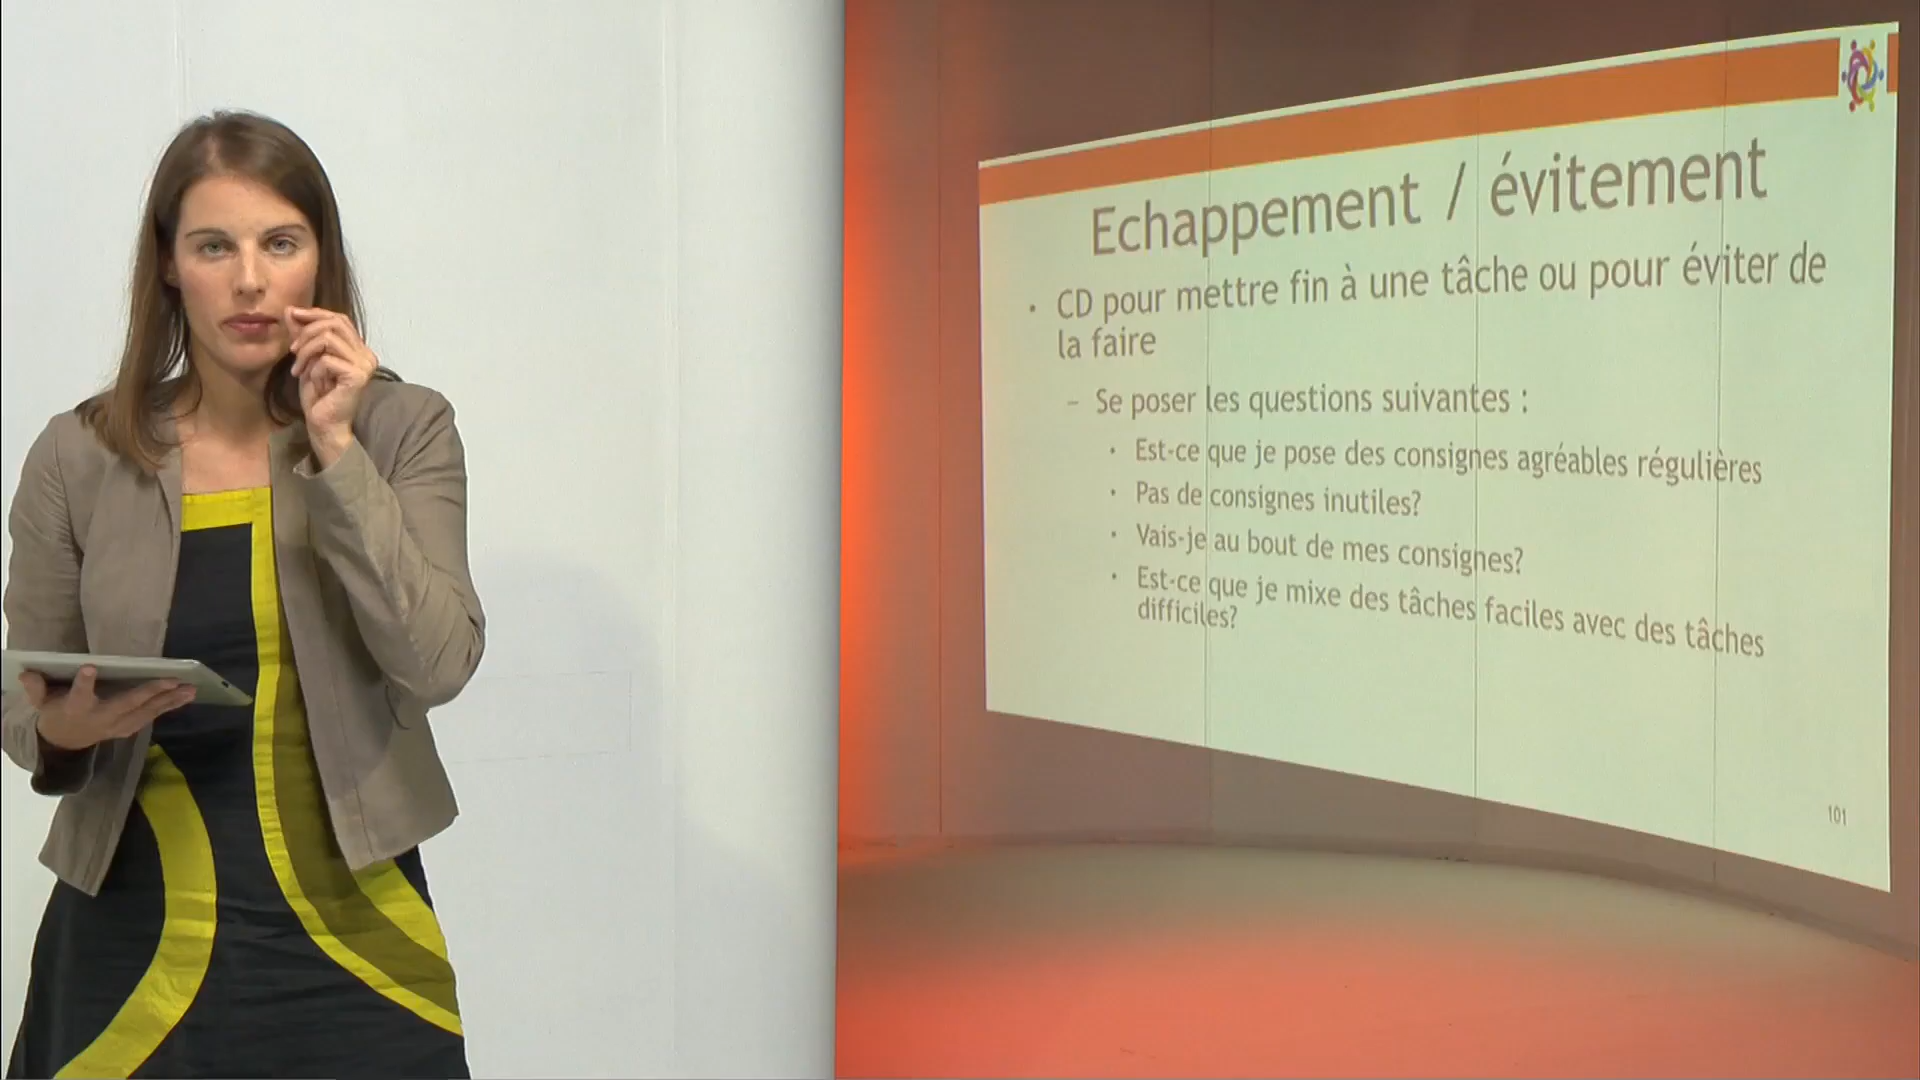 Echappement / évitement
• CD pour mettre fin à une tâche ou pour éviter de
la faire
– Se poser les questions suivantes :
• Est-ce que je pose des consignes agréables régulières
• Pas de consignes inutiles?
• Vais-je au bout de mes consignes?
• Est-ce que je mixe des tâches faciles avec des tâches
difficiles?
101